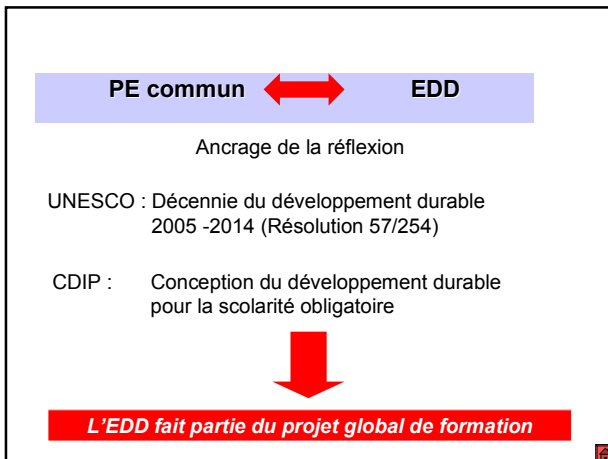 PE commun EDD
Ancrage de la réflexion
UNESCO : Décennie du développement durable
2005 -2014 (Résolution 57/254)
CDIP : Conception du développement durable
pour la scolarité obligatoire
L'EDD fait partie du projet global de formation